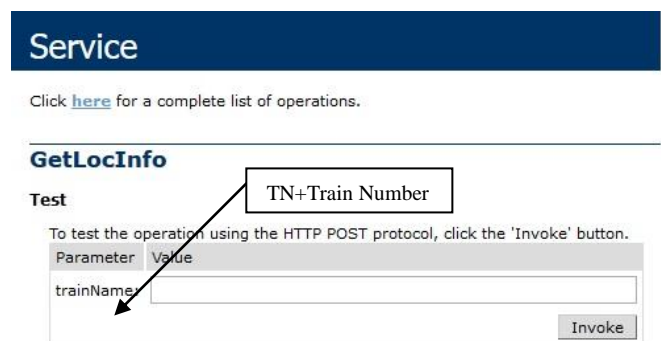 Service
Click here for a complete list of operations.
GetLocInfo
TN+Train Number
Test
To test the operation using the HTTP POST protocol, click the 'Invoke' button.
Parameter Value
trainName:
Invoke